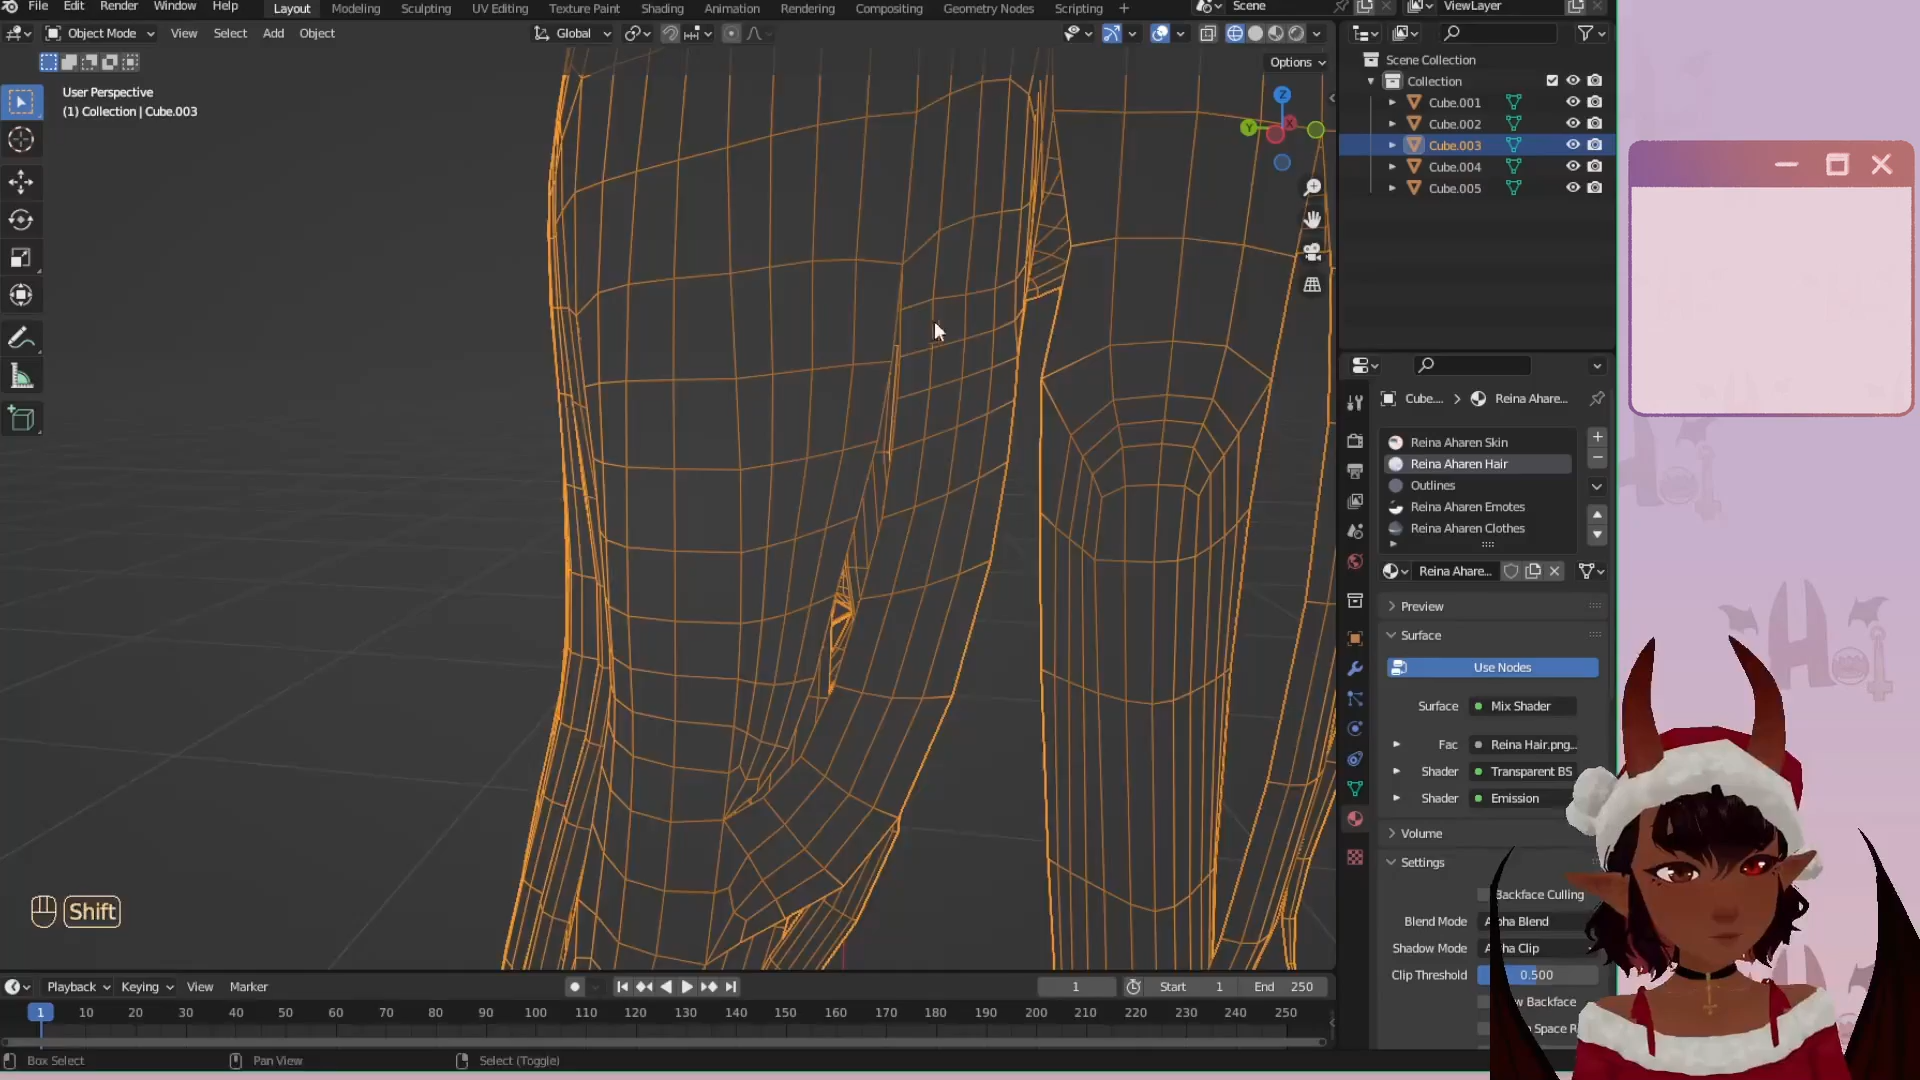 File Edit Render Window Help Layout Modeling Sculpting UV Editing Texture Paint Shading Animation Rendering Compositing Geometry Nodes Scripting + Scene ViewLayer
Object Mode View Select Add Object Global
Options
User Perspective
(1) Collection | Cube.003
Z
Y
X
Scene Collection
Collection
Cube.001
Cube.002
Cube.003
Cube.004
Cube.005
Cube.... > Reina Ahare...
Reina Aharen Skin
Reina Aharen Hair
Outlines
Reina Aharen Emotes
Reina Aharen Clothes
Reina Ahare...
Preview
Surface
Use Nodes
Surface Mix Shader
Fac Reina Hair.png...
Shader Transparent BS
Shader Emission
Volume
Settings
Backface Culling
Blend Mode
Shadow Mode
Clip Threshold 0.500
Backface
Shift
Playback Keying View Marker 1 Start 1 End 250
1 10 20 30 40 50 60 70 80 90 100 110 120 130 140 150 160 170 180 190 200 210 220 230 240 250
Box Select Pan View Select (Toggle)